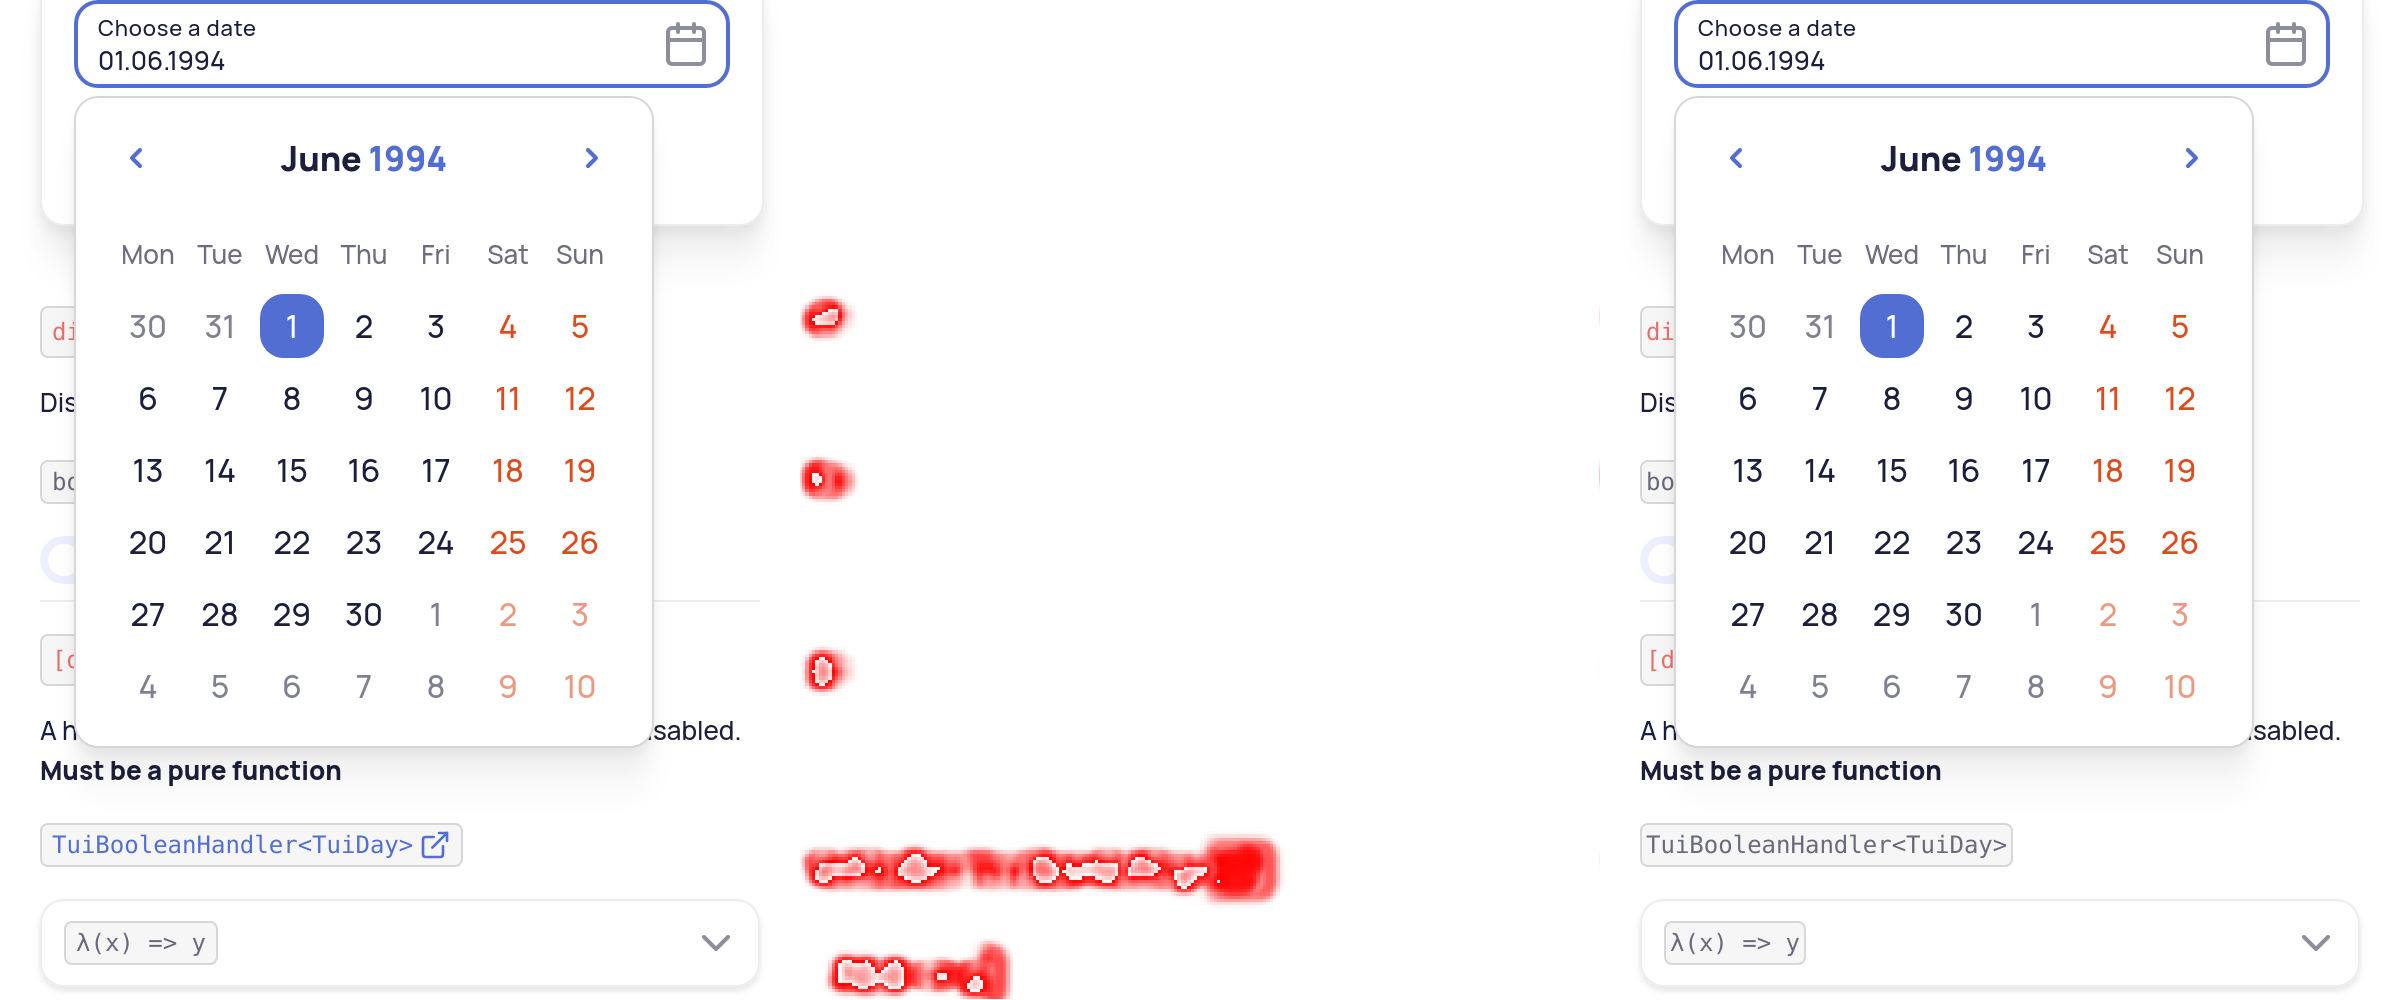 Choose a date
01.06.1994
June 1994
Mon Tue Wed Thu Fri Sat Sun
di 30 31 1 2 3 4 5
Dis 6 7 8 9 10 11 12
bo 13 14 15 16 17 18 19
20 21 22 23 24 25 26
27 28 29 30 1 2 3
[d 4 5 6 7 8 9 10
A h sabled.
Must be a pure function
TuiBooleanHandler<TuiDay>
λ(x) => y
Choose a date
01.06.1994
June 1994
Mon Tue Wed Thu Fri Sat Sun
di 30 31 1 2 3 4 5
Dis 6 7 8 9 10 11 12
bo 13 14 15 16 17 18 19
20 21 22 23 24 25 26
27 28 29 30 1 2 3
[d 4 5 6 7 8 9 10
A h sabled.
Must be a pure function
TuiBooleanHandler<TuiDay>
λ(x) => y